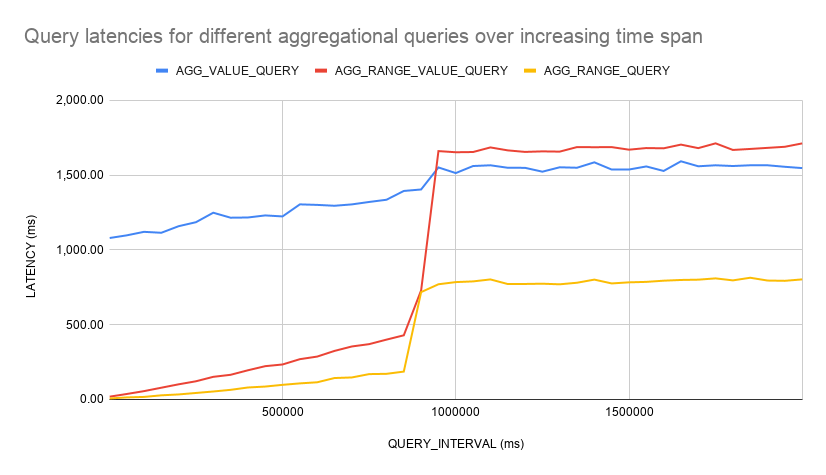 Query latencies for different aggregational queries over increasing time span
AGG_VALUE_QUERY AGG_RANGE_VALUE_QUERY AGG_RANGE_QUERY
2,000.00
1,500.00
1,000.00
500.00
0.00
LATENCY (ms)
500000 1000000 1500000
QUERY_INTERVAL (ms)